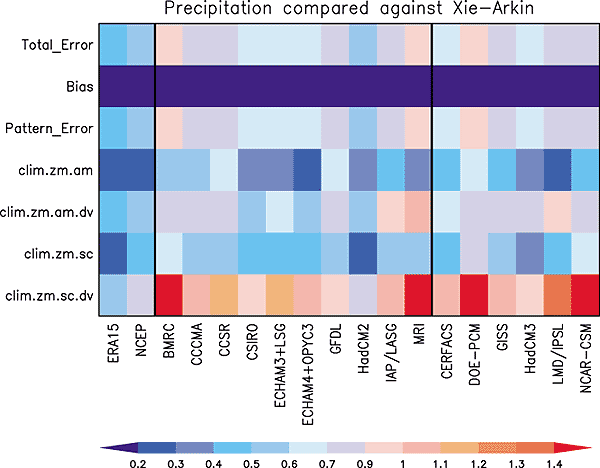 Precipitation compared against Xie-Arkin
Total_Error
Bias
Pattern_Error
clim.zm.am
clim.zm.am.dv
clim.zm.sc
clim.zm.sc.dv
ERA15
NCEP
BMRC
CCCMA
CCSR
CSIRO
ECHAM3+LSG
ECHAM4+OPYC3
GFDL
HadCM2
IAP/LASG
MRI
CERFACS
DOE-PCM
GISS
HadCM3
LMD/IPSL
NCAR-CSM
0.2 0.3 0.4 0.5 0.6 0.7 0.8 0.9 1 1.1 1.2 1.3 1.4